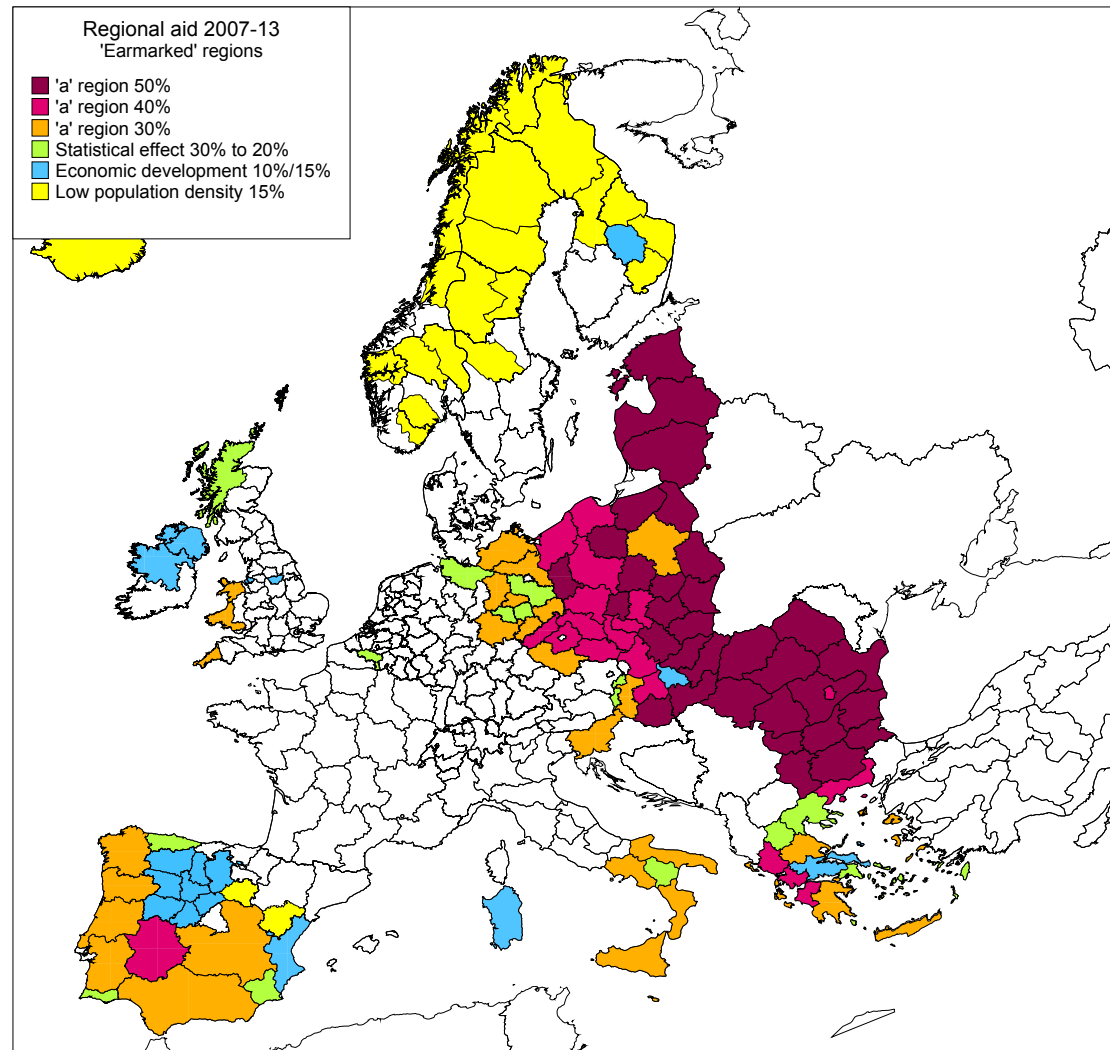 Regional aid 2007-13
'Earmarked' regions
'a' region 50%
'a' region 40%
'a' region 30%
Statistical effect 30% to 20%
Economic development 10%/15%
Low population density 15%